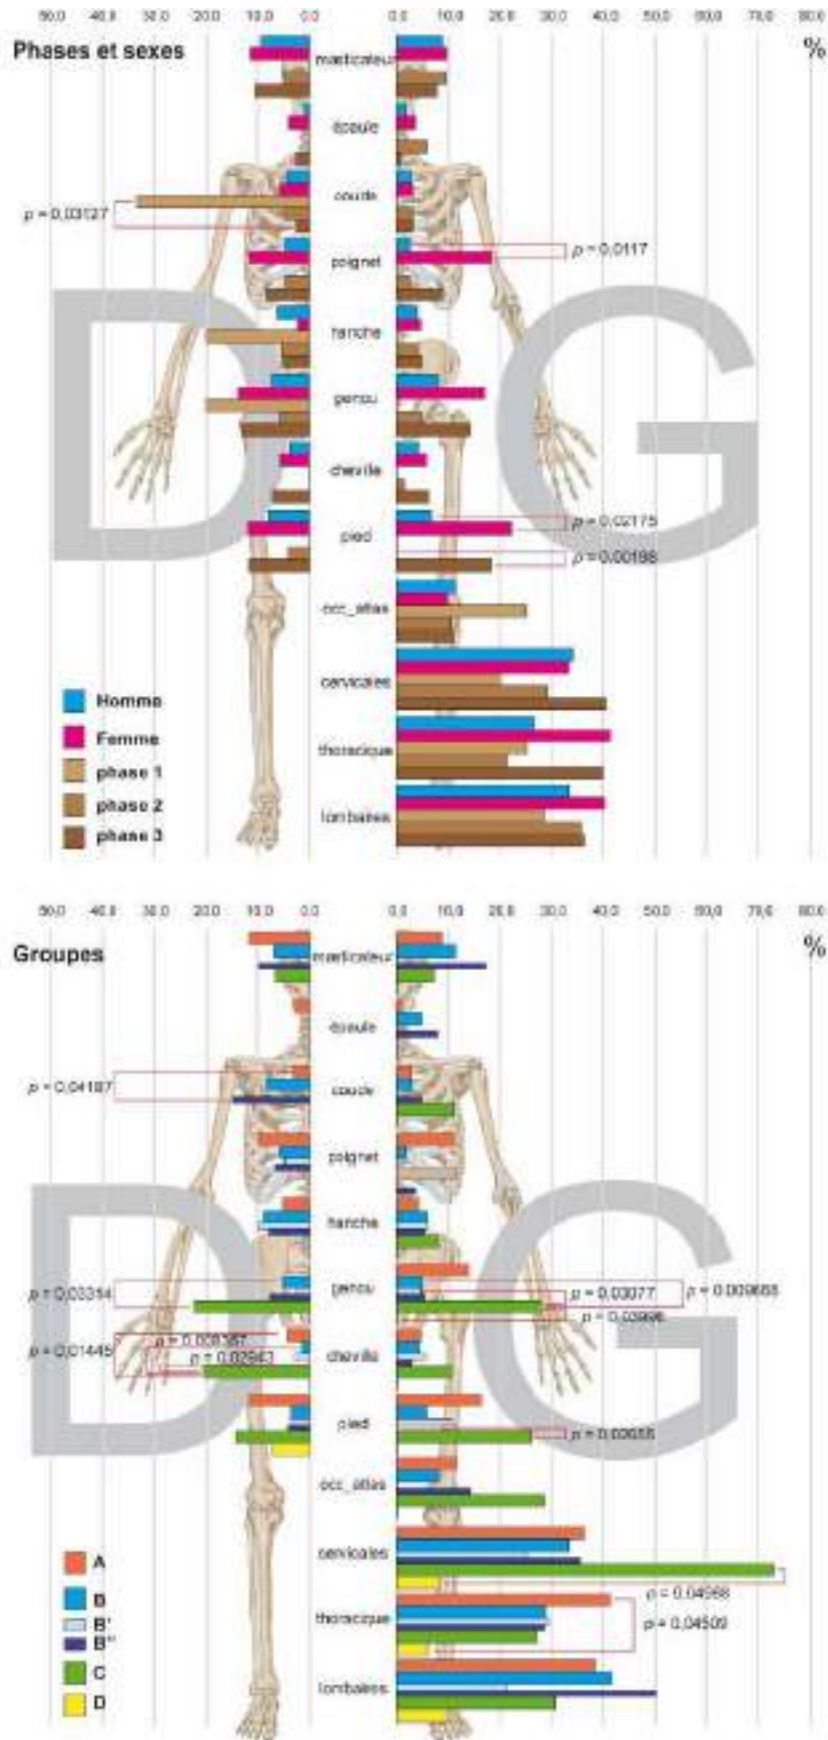 50,0 40,0 30,0 20,0 10,0 0.0 0.0 10.0 20,0 30,0 40,0 50,0 60,0 70,0 80,0
Phases et sexes
%
masticateur
épaule
coude
p = 0,03127
poignet
p = 0,0117
hanche
genou
cheville
pied
p = 0,02175
p = 0,00198
D G
occ_atlas
cervicales
thoracique
lombaires
Homme
Femme
phase 1
phase 2
phase 3
50,0 40,0 30,0 20,0 10,0 0.0 0.0 10.0 20,0 30,0 40,0 50,0 60,0 70,0 80,0
Groupes
%
masticateur
épaule
coude
p = 0,04187
poignet
hanche
genou
p = 0,03314
p = 0,03077
p = 0,009688
p = 0,03996
cheville
p = 0,01445
p = 0,02943
pied
D G
occ_atlas
cervicales
p = 0,04988
thoracique
p = 0,04509
lombaires
A
B
B'
B"
C
D